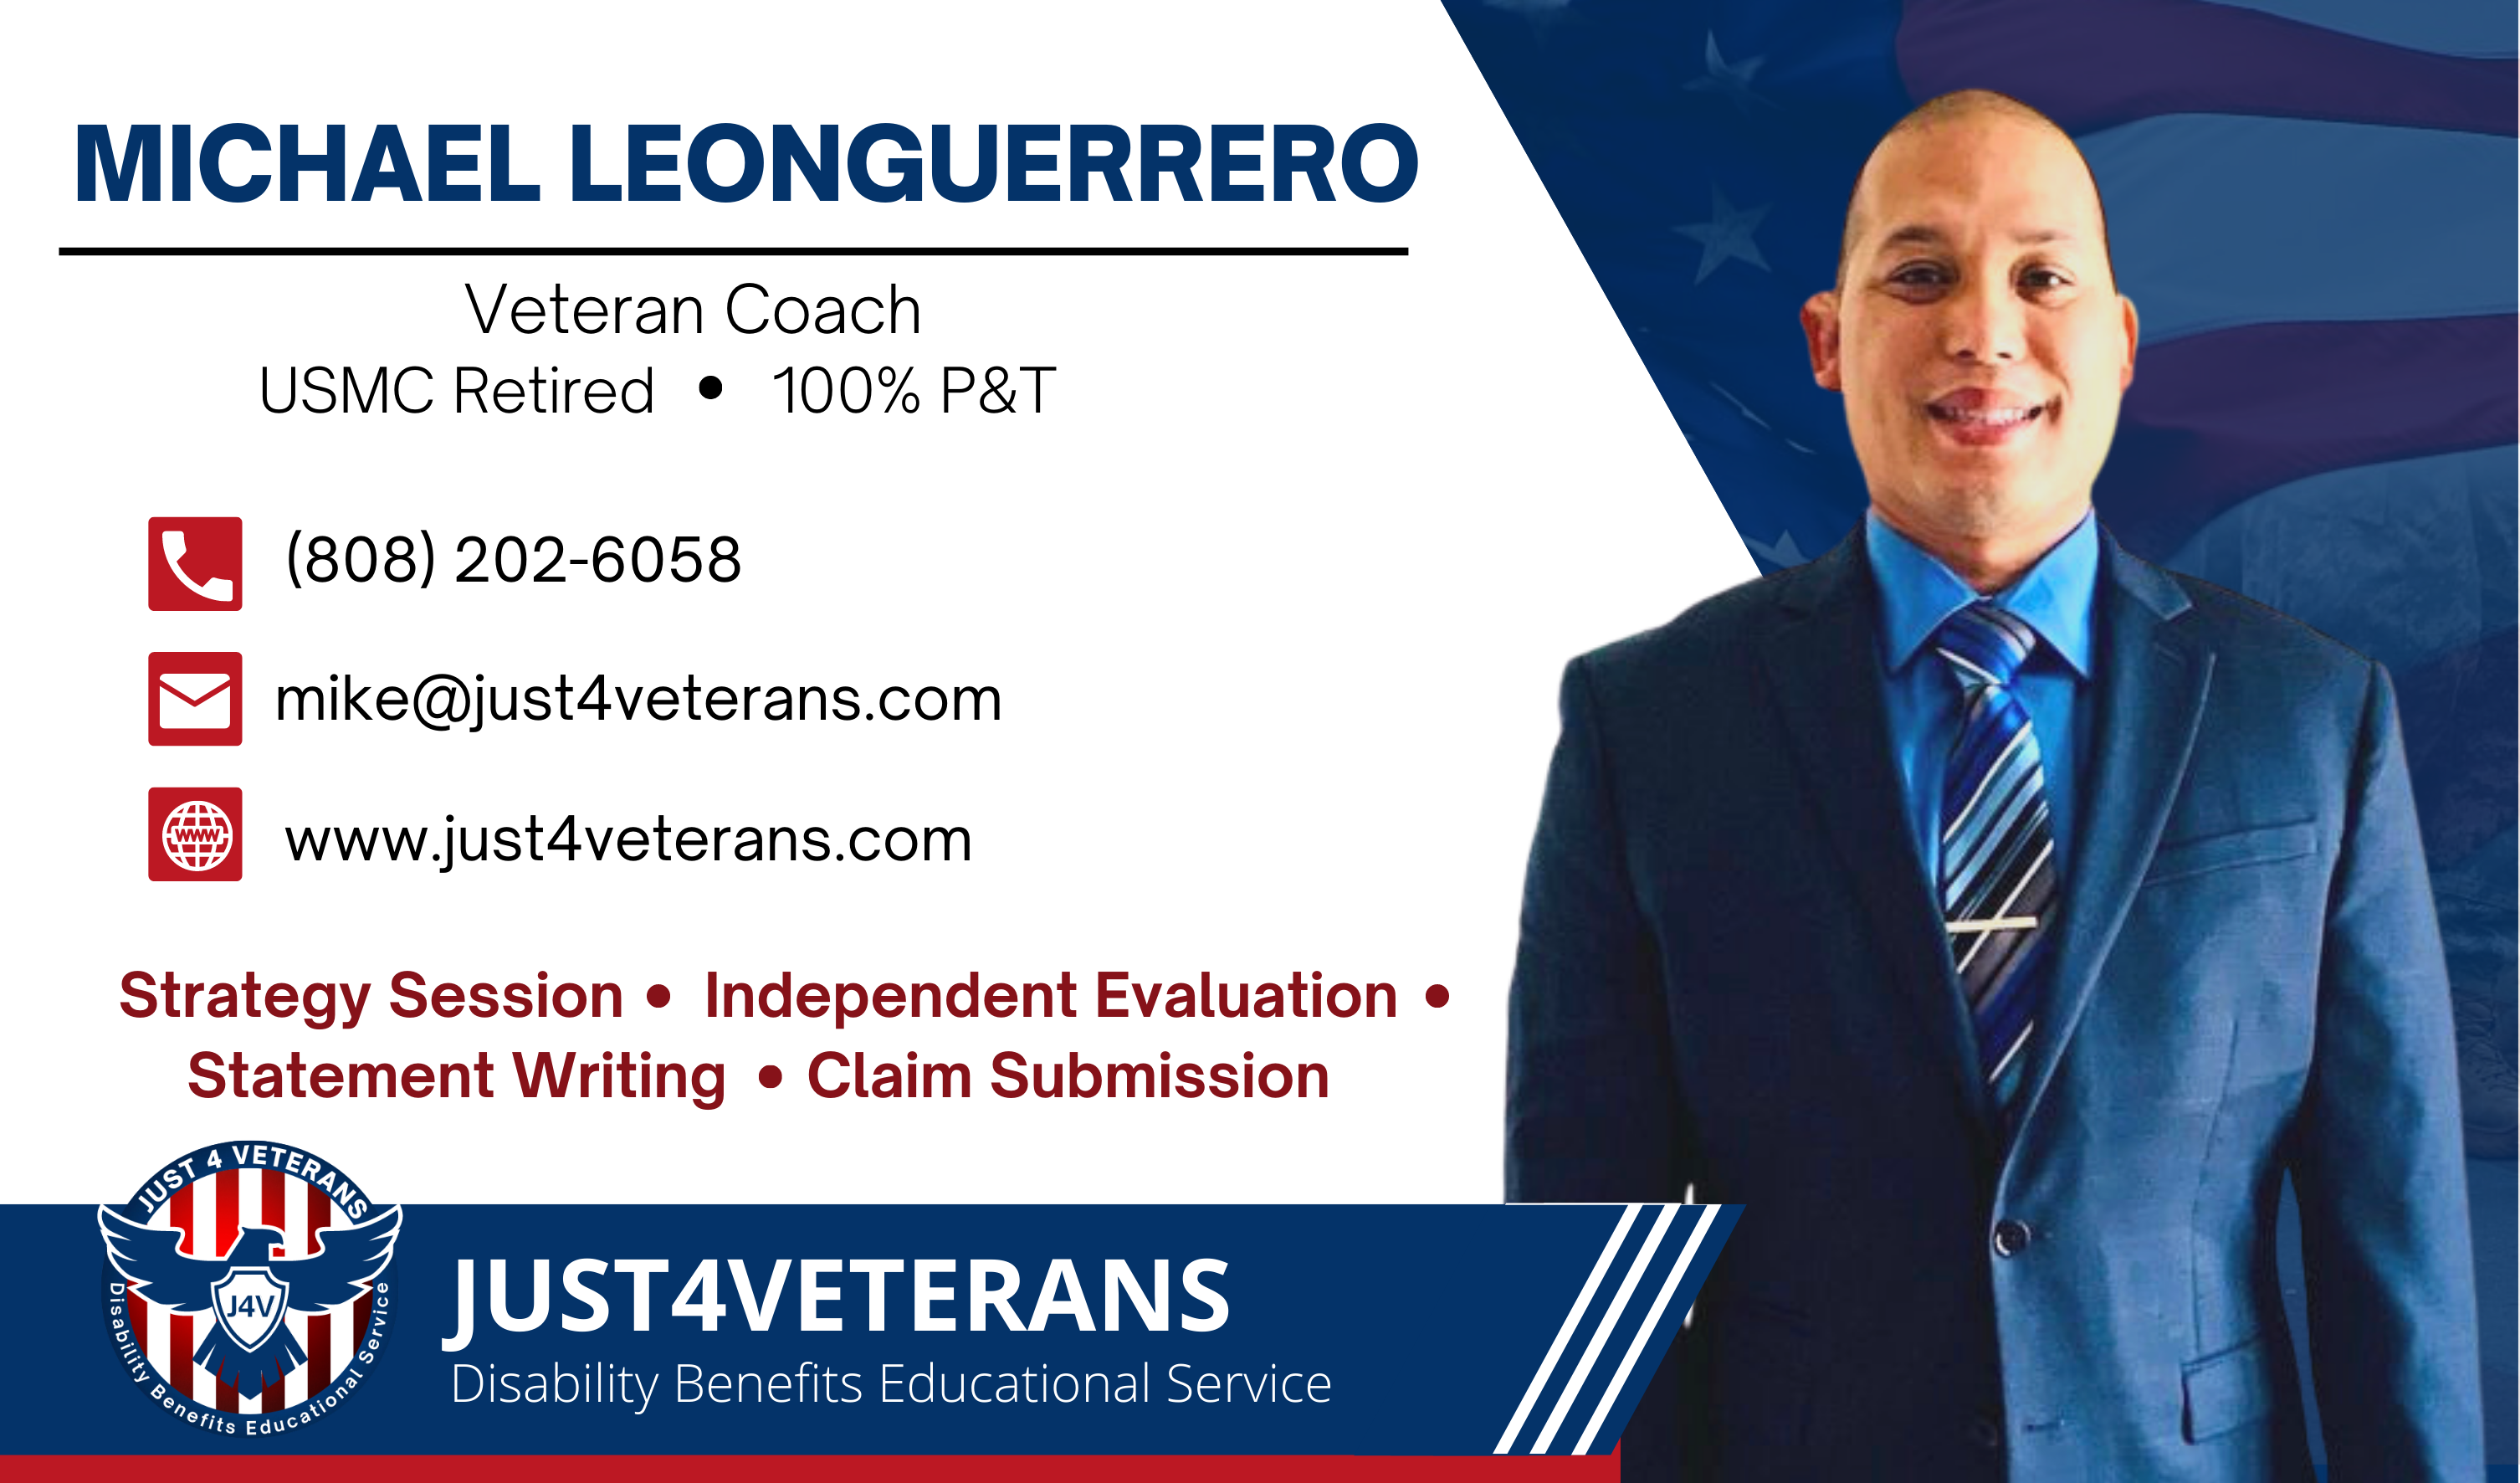 MICHAEL LEONGUERRERO
Veteran Coach
USMC Retired • 100% P&T
(808) 202-6058
mike@just4veterans.com
www
www.just4veterans.com
Strategy Session • Independent Evaluation •
Statement Writing • Claim Submission
JUST 4 VETERANS
J4V
Disability Benefits Educational Service
JUST4VETERANS
Disability Benefits Educational Service